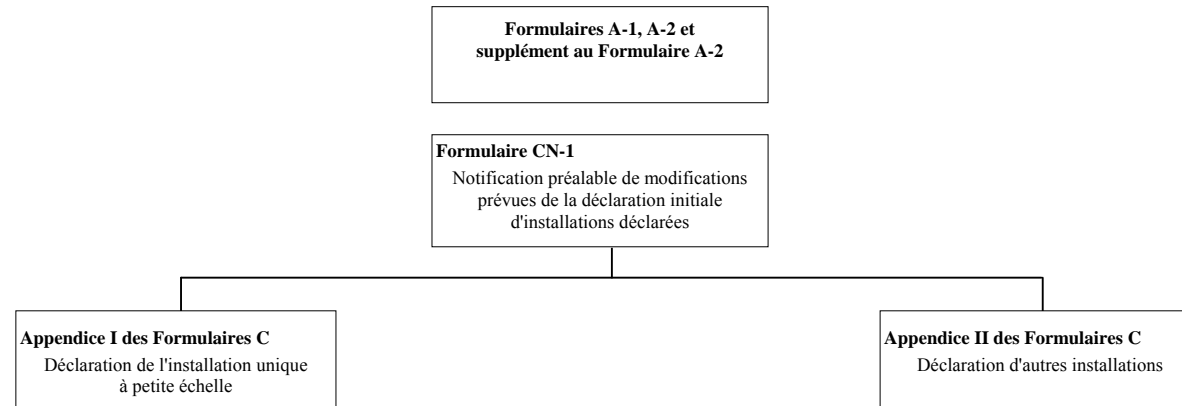 Formulaires A-1, A-2 et
supplément au Formulaire A-2
Formulaire CN-1
Notification préalable de modifications
prévues de la déclaration initiale
d'installations déclarées
Appendice I des Formulaires C
Déclaration de l'installation unique
à petite échelle
Appendice II des Formulaires C
Déclaration d'autres installations